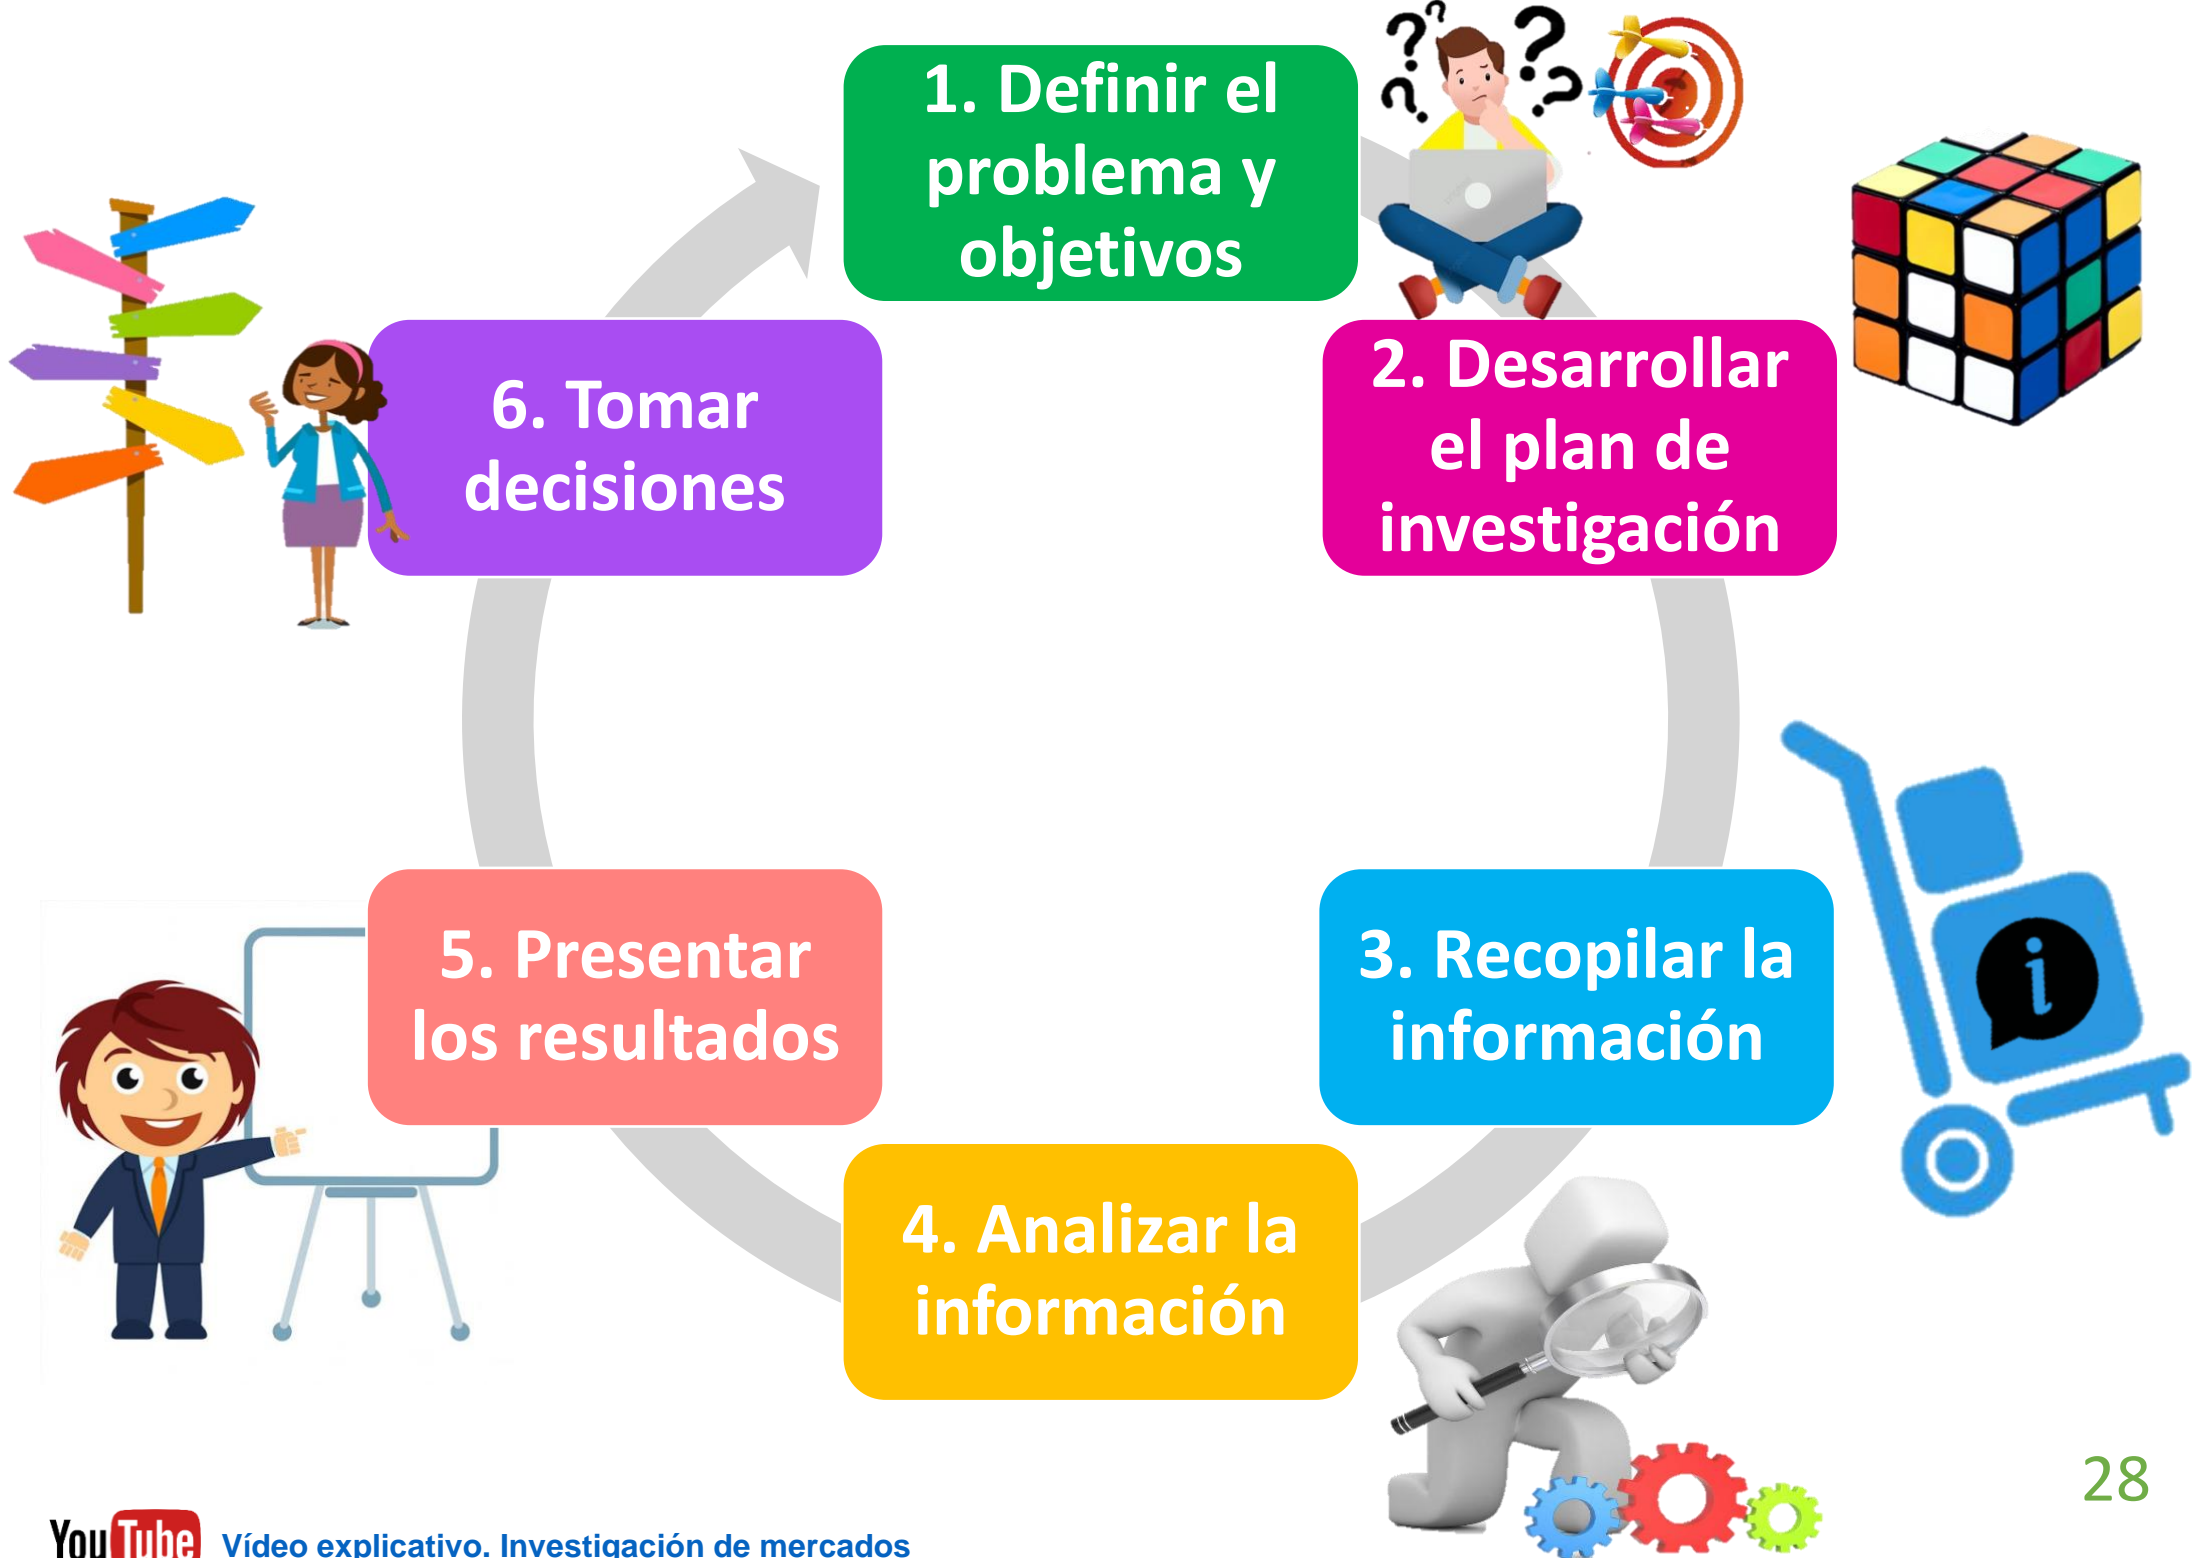 1. Definir el
problema y
objetivos
2. Desarrollar
el plan de
investigación
3. Recopilar la
información
4. Analizar la
información
5. Presentar
los resultados
6. Tomar
decisiones
28
YouTube Vídeo explicativo. Investigación de mercados